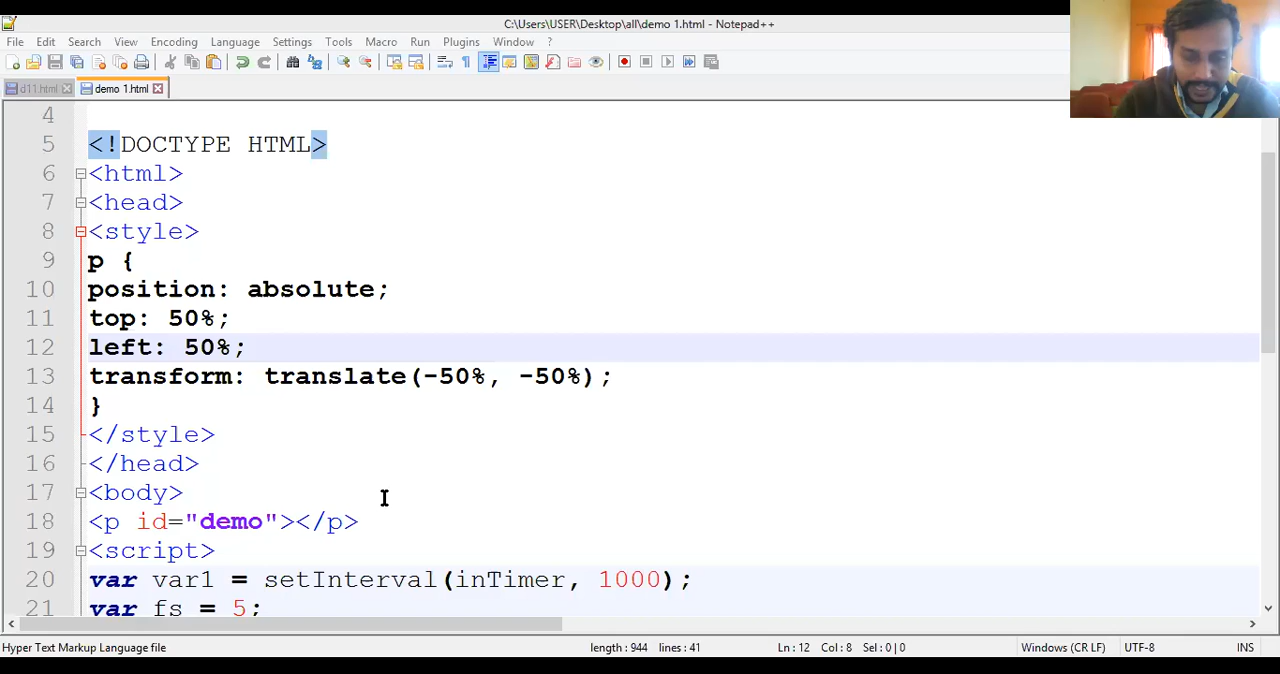 C:\Users\USER\Desktop\all\demo 1.html - Notepad++
File Edit Search View Encoding Language Settings Tools Macro Run Plugins Window ?
d11.html demo 1.html
4
5 <!DOCTYPE HTML>
6 <html>
7 <head>
8 <style>
9 p {
10 position: absolute;
11 top: 50%;
12 left: 50%;
13 transform: translate(-50%, -50%);
14 }
15 </style>
16 </head>
17 <body>
18 <p id="demo"></p>
19 <script>
20 var var1 = setInterval(inTimer, 1000);
21 var fs = 5;
Hyper Text Markup Language file length : 944 lines : 41 Ln : 12 Col : 8 Sel : 0 | 0 Windows (CR LF) UTF-8 INS